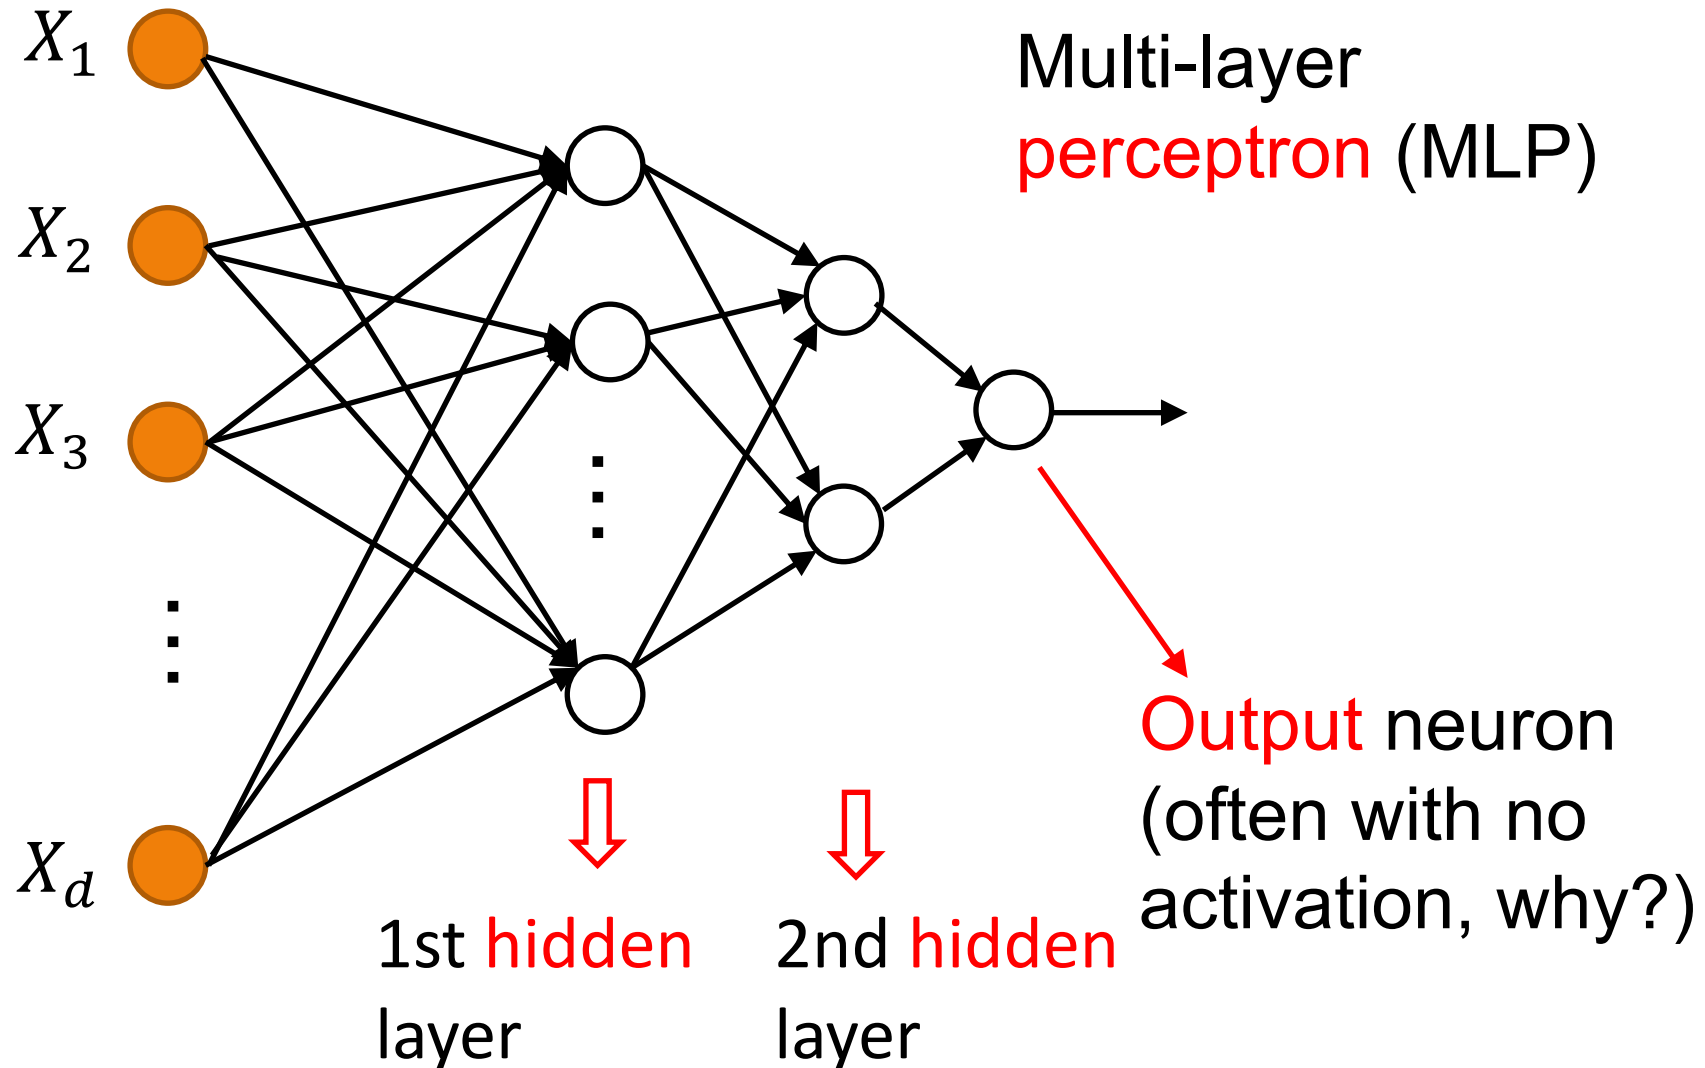 X₁
Multi-layer
perceptron (MLP)
X₂
X₃
⋮
⋮
X_d
Output neuron
(often with no
activation, why?)
1st hidden
layer
2nd hidden
layer